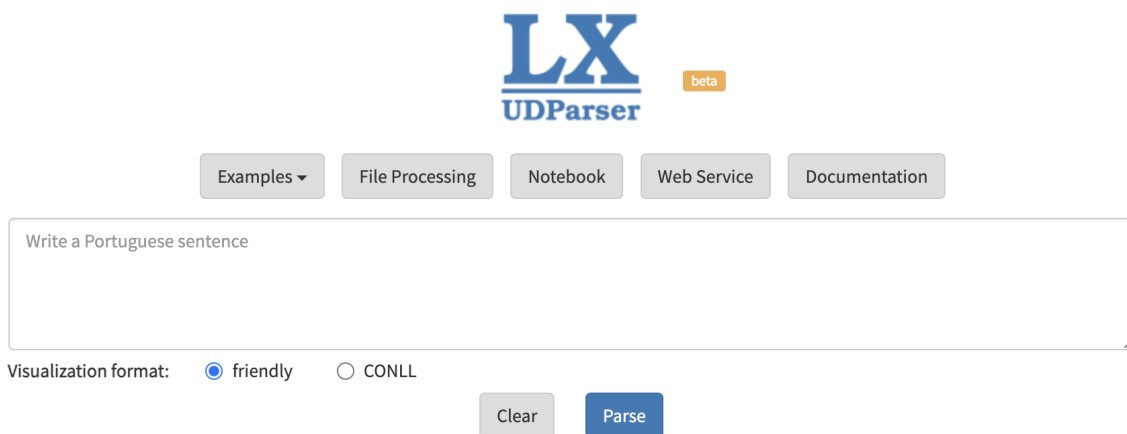 LX
UDParser
beta
Examples File Processing Notebook Web Service Documentation
Write a Portuguese sentence
Visualization format: friendly CONLL
Clear Parse